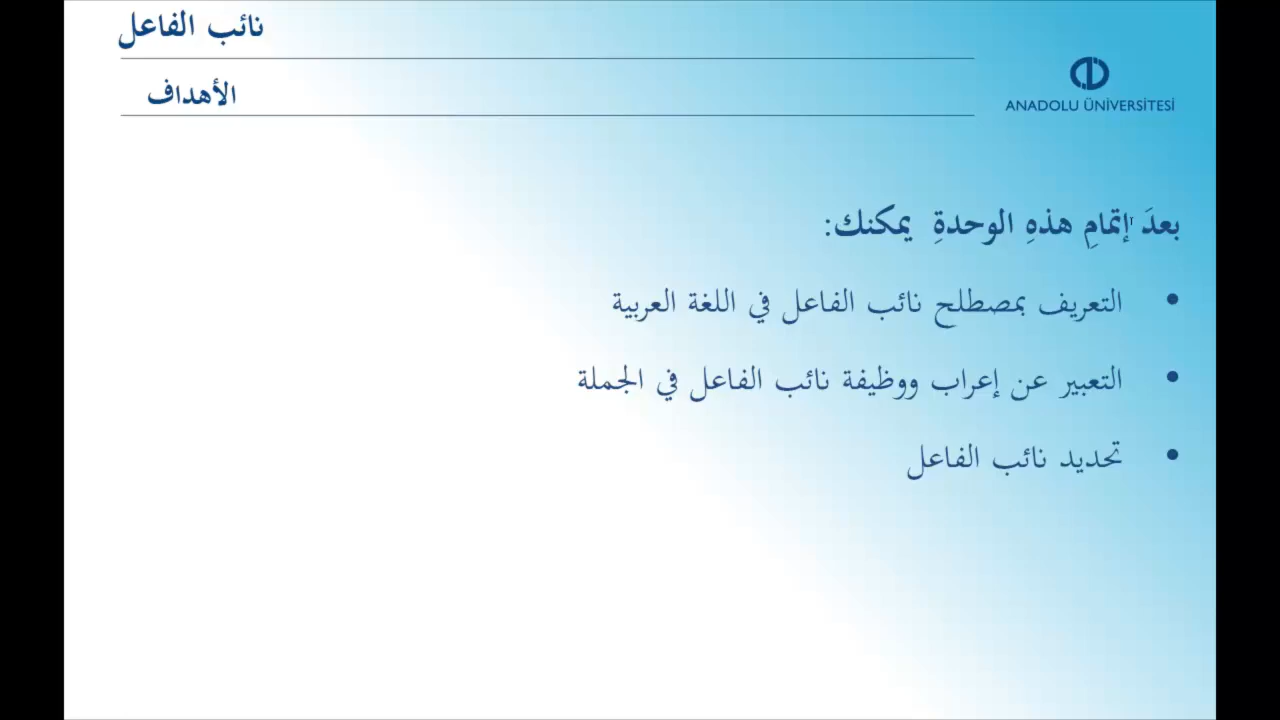 نائب الفاعل
الأهداف
ANADOLU ÜNİVERSİTESİ
بعدَ إتمامِ هذهِ الوحدةِ يمكنك:
• التعريف بمصطلح نائب الفاعل في اللغة العربية
• التعبير عن إعراب ووظيفة نائب الفاعل في الجملة
• تحديد نائب الفاعل